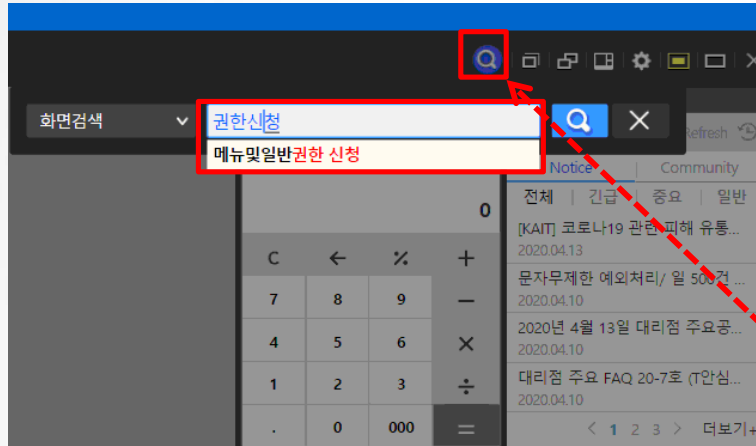 화면검색
권한신청
메뉴및일반권한 신청
Refresh
Notice | Community
전체 | 긴급 | 중요 | 일반
[KAIT] 코로나19 관련 피해 유통...
2020.04.13
문자무제한 예외처리/ 일 500건 ...
2020.04.10
2020년 4월 13일 대리점 주요공...
2020.04.10
대리점 주요 FAQ 20-7호 (T안심...
2020.04.10
< 1 2 3 > 더보기
0
C ← % +
7 8 9 −
4 5 6 ×
1 2 3 ÷
. 0 000 =